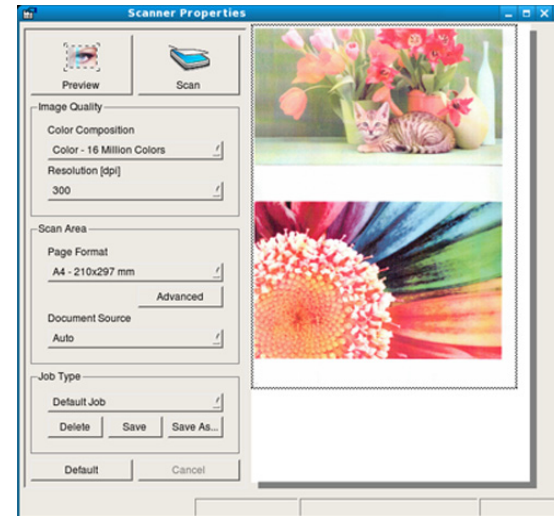 Scanner Properties
Preview Scan
Image Quality
Color Composition
Color - 16 Million Colors
Resolution [dpi]
300
Scan Area
Page Format
A4 - 210x297 mm
Advanced
Document Source
Auto
Job Type
Default Job
Delete Save Save As...
Default Cancel